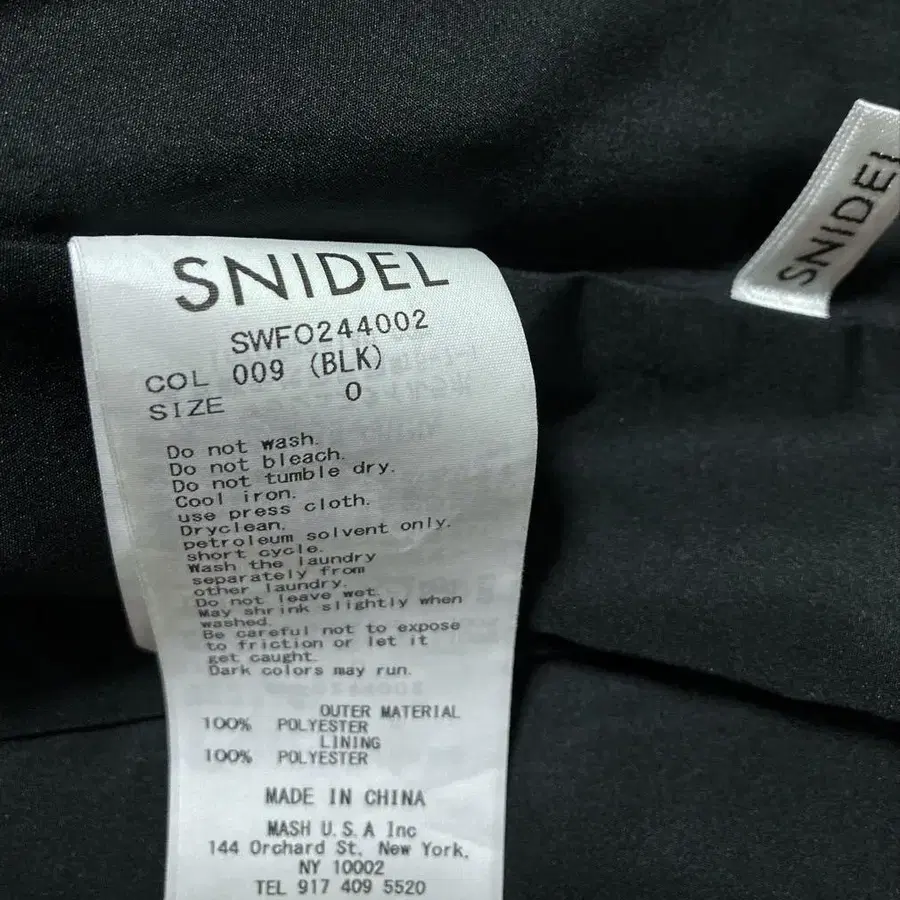 SNIDEL
SNIDEL
SWFO244002
COL 009 (BLK)
SIZE 0
Do not wash.
Do not bleach.
Do not tumble dry.
Cool iron.
use press cloth.
Dryclean.
petroleum solvent only.
short cycle.
Wash the laundry
separately from
other laundry.
Do not leave wet.
May shrink slightly when
washed.
Be careful not to expose
to friction or let it
get caught.
Dark colors may run.
OUTER MATERIAL
100% POLYESTER
LINING
100% POLYESTER
MADE IN CHINA
MASH U.S.A Inc
144 Orchard St, New York,
NY 10002
TEL 917 409 5520